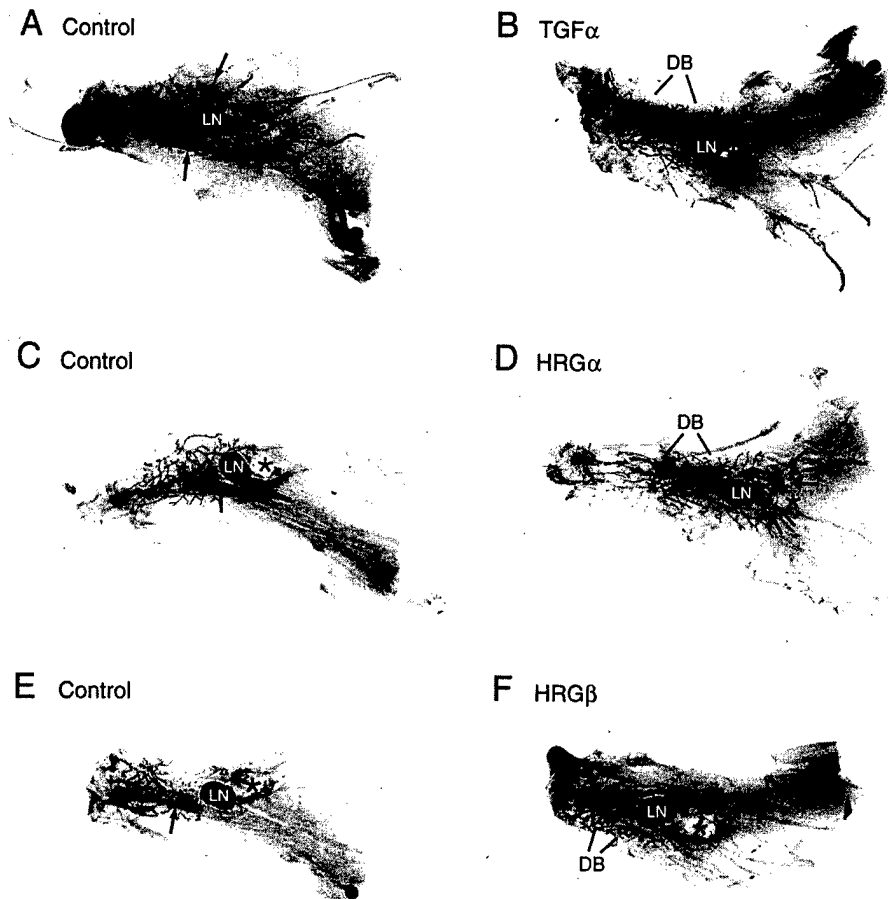 A Control
LN
B TGFα
DB
LN
C Control
LN
*
D HRGα
DB
LN
E Control
LN
**
F HRGβ
LN
DB